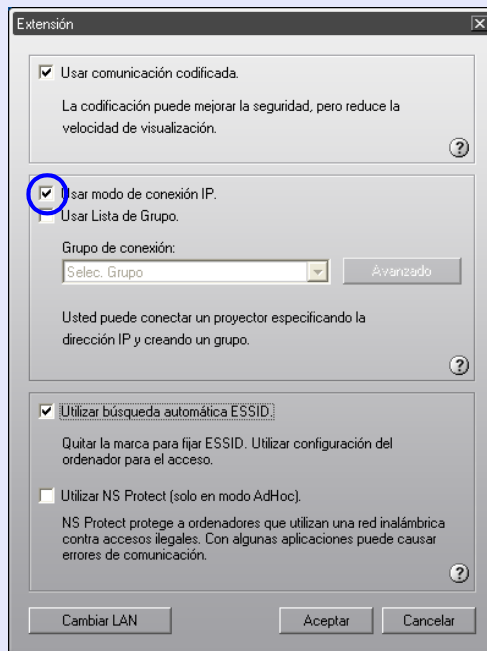 Extensión
Usar comunicación codificada.
La codificación puede mejorar la seguridad, pero reduce la
velocidad de visualización.
Usar modo de conexión IP.
Usar Lista de Grupo.
Grupo de conexión:
Selec. Grupo
Avanzado
Usted puede conectar un proyector especificando la
dirección IP y creando un grupo.
Utilizar búsqueda automática ESSID.
Quitar la marca para fijar ESSID. Utilizar configuración del
ordenador para el acceso.
Utilizar NS Protect (solo en modo AdHoc).
NS Protect protege a ordenadores que utilizan una red inalámbrica
contra accesos ilegales. Con algunas aplicaciones puede causar
errores de comunicación.
Cambiar LAN
Aceptar
Cancelar